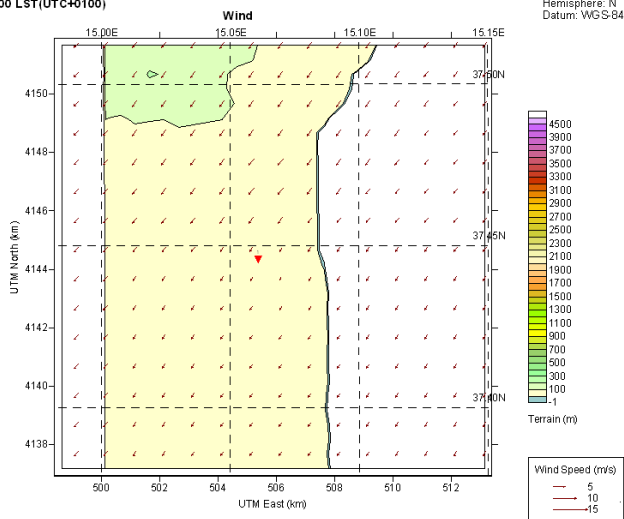 00 LST(UTC+0100)
Hemisphere: N
Datum: WGS-84
Wind
15.00E 15.05E 15.10E 15.15E
37.50N
37.45N
37.40N
4150
4148
4146
4144
4142
4140
4138
UTM North (km)
500 502 504 506 508 510 512
UTM East (km)
4500
3900
3700
3500
3300
3100
2900
2700
2500
2300
2100
1900
1700
1500
1300
1100
900
700
500
300
100
-1
Terrain (m)
Wind Speed (m/s)
5
10
15